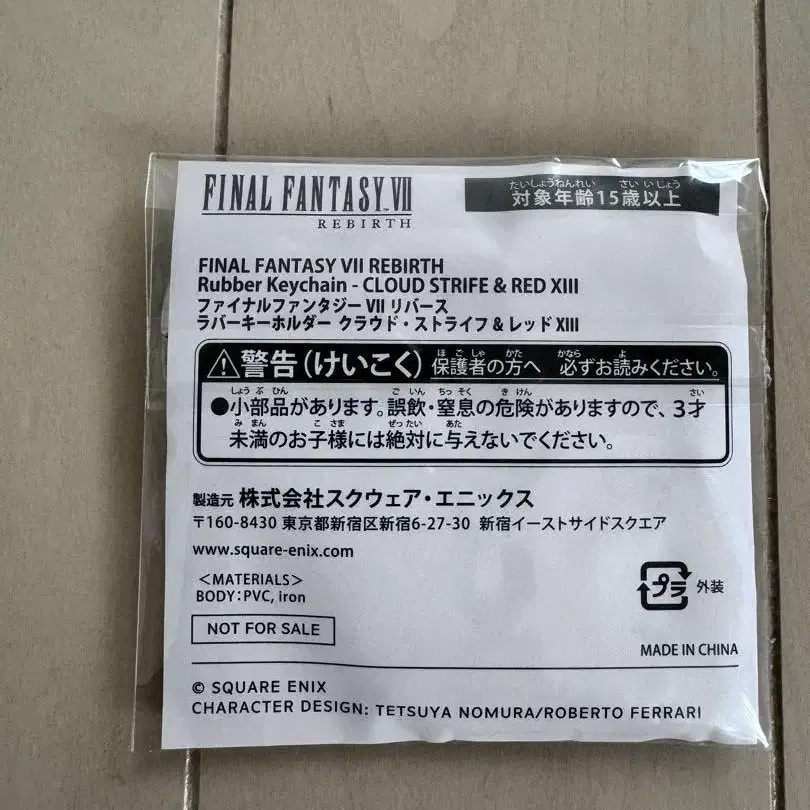 FINAL FANTASY VII
REBIRTH
たいしょうねんれい さい いじょう
対象年齢15歳以上
FINAL FANTASY VII REBIRTH
Rubber Keychain - CLOUD STRIFE & RED XIII
ファイナルファンタジー VII リバース
ラバーキーホルダー クラウド・ストライフ & レッド XIII
ほごしゃ かた かなら よ
警告(けいこく) 保護者の方へ 必ずお読みください。
しょうぶひん ごいん ちっそく きけん さい
●小部品があります。誤飲・窒息の危険がありますので、3才
みまん こさま ぜったい あた
未満のお子様には絶対に与えないでください。
製造元 株式会社スクウェア・エニックス
〒160-8430 東京都新宿区新宿6-27-30 新宿イーストサイドスクエア
www.square-enix.com
<MATERIALS>
BODY:PVC, iron
プラ 外装
NOT FOR SALE
MADE IN CHINA
© SQUARE ENIX
CHARACTER DESIGN: TETSUYA NOMURA/ROBERTO FERRARI